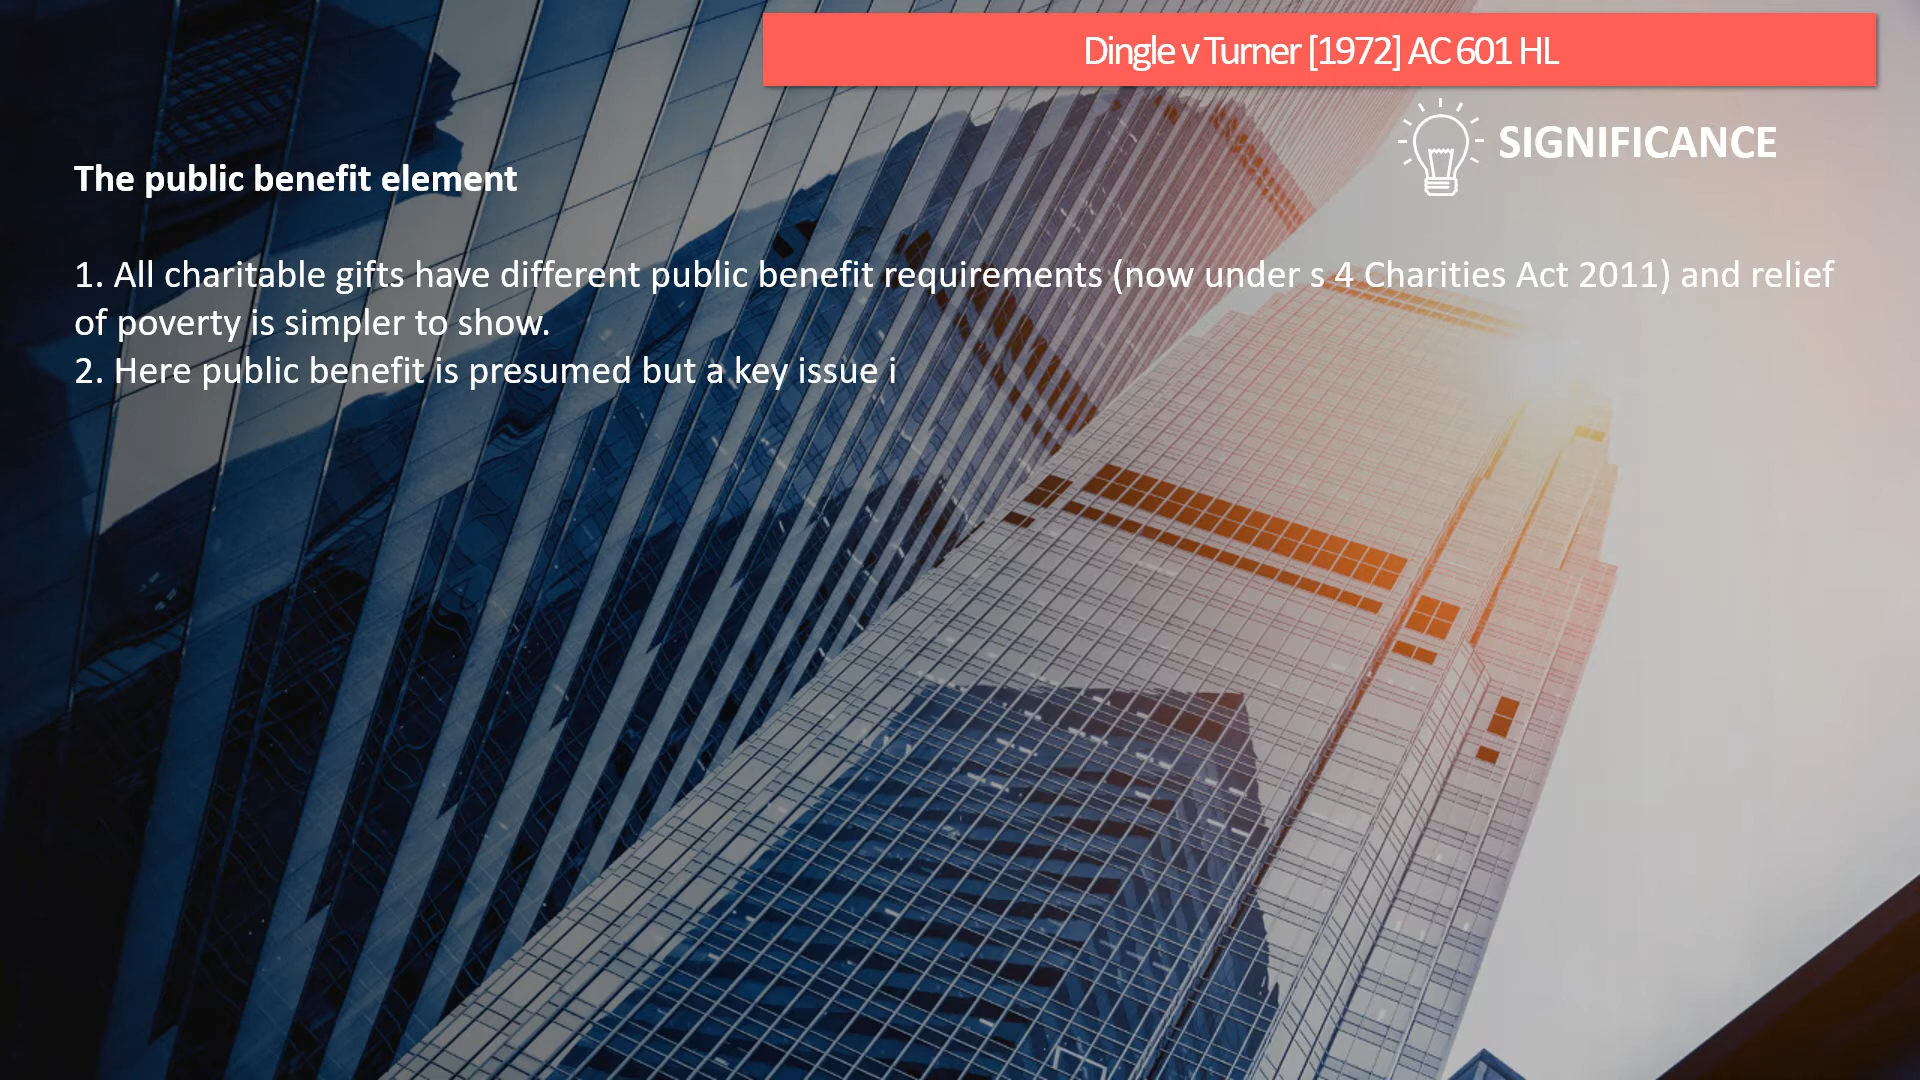 Dingle v Turner [1972] AC 601 HL
SIGNIFICANCE
The public benefit element
1. All charitable gifts have different public benefit requirements (now under s 4 Charities Act 2011) and relief
of poverty is simpler to show.
2. Here public benefit is presumed but a key issue i